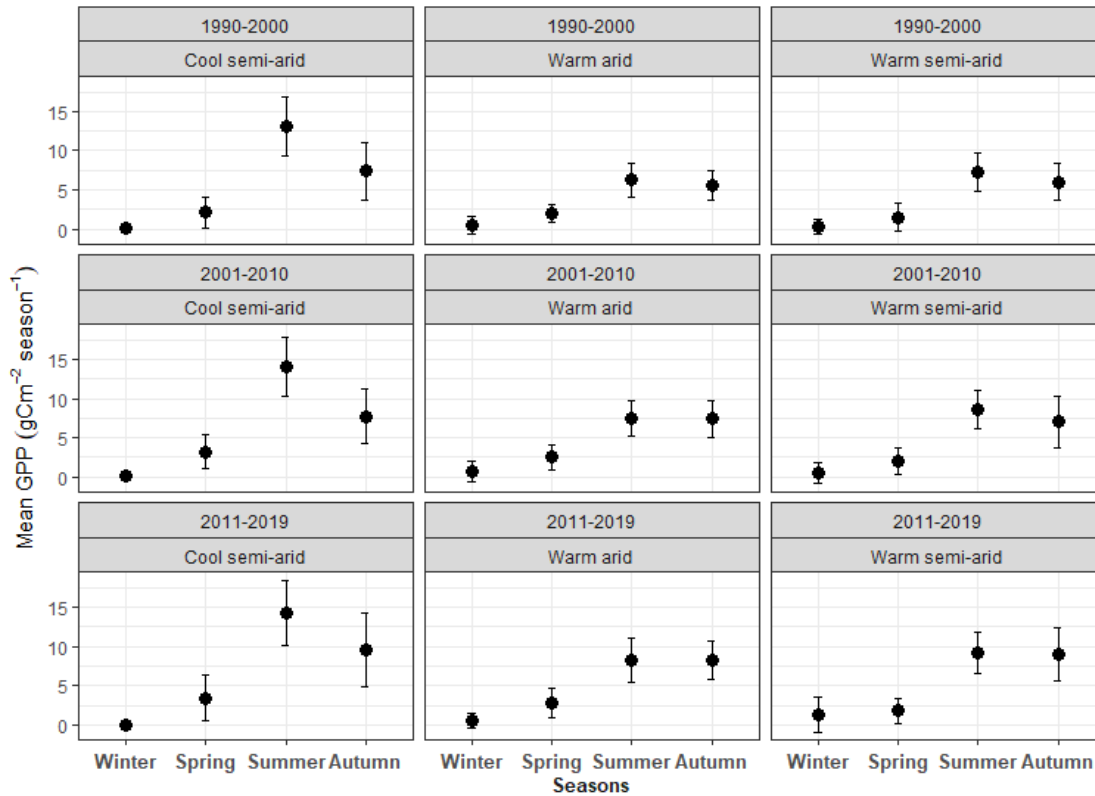 1990-2000 1990-2000 1990-2000
Cool semi-arid Warm arid Warm semi-arid
15
10
5
0
2001-2010 2001-2010 2001-2010
Cool semi-arid Warm arid Warm semi-arid
15
10
5
0
2011-2019 2011-2019 2011-2019
Cool semi-arid Warm arid Warm semi-arid
15
10
5
0
Mean GPP (gCm⁻² season⁻¹)
Winter Spring Summer Autumn Winter Spring Summer Autumn Winter Spring Summer Autumn
Seasons